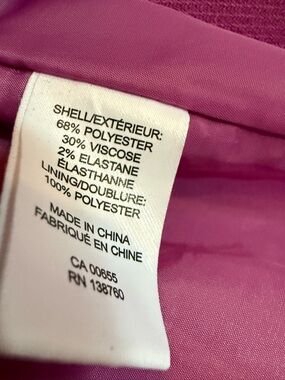 SHELL/EXTÉRIEUR:
68% POLYESTER
30% VISCOSE
2% ELASTANE
ÉLASTHANNE
LINING/DOUBLURE:
100% POLYESTER
MADE IN CHINA
FABRIQUÉ EN CHINE
CA 00655
RN 138760